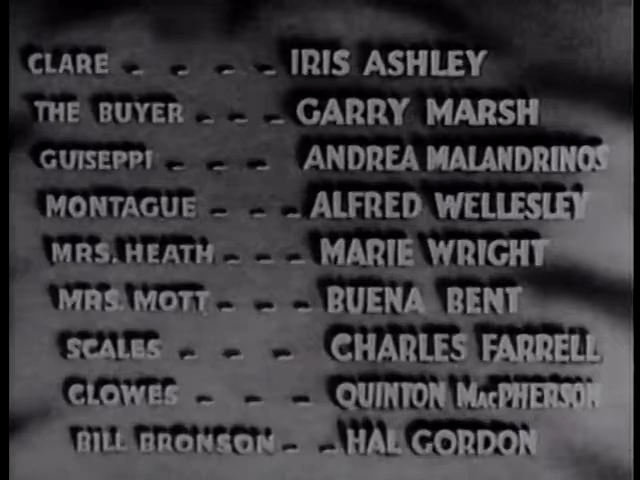 CLARE - - - - IRIS ASHLEY
THE BUYER - - - GARRY MARSH
GUISEPPI - - - ANDREA MALANDRINOS
MONTAGUE - - - ALFRED WELLESLEY
MRS. HEATH - - - MARIE WRIGHT
MRS. MOTT - - - BUENA BENT
SCALES - - - CHARLES FARRELL
CLOWES - - - QUINTON MACPHERSON
BILL BRONSON - - HAL GORDON